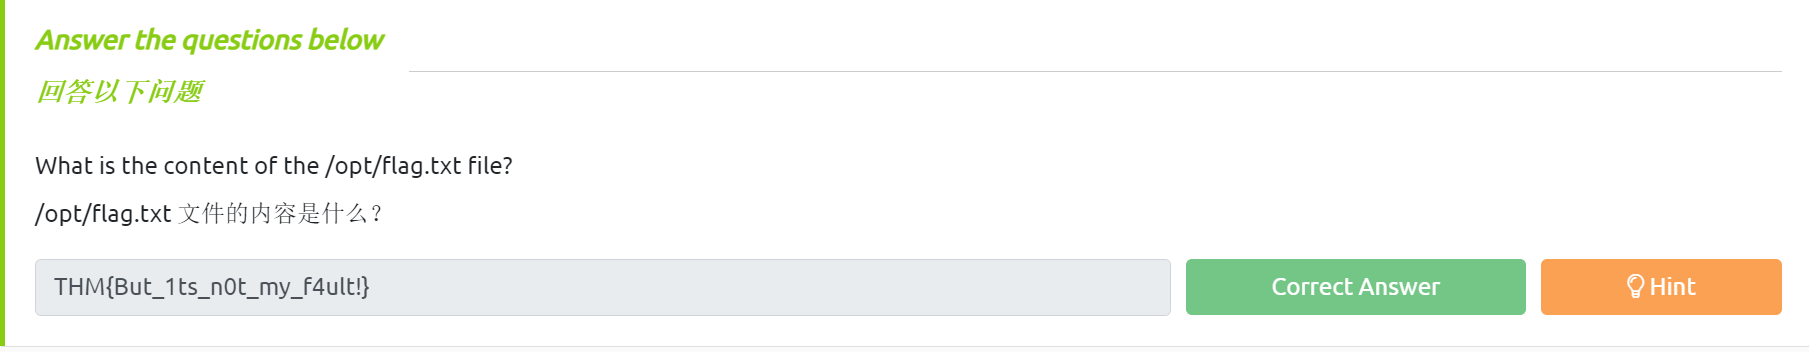 Answer the questions below
回答以下问题
What is the content of the /opt/flag.txt file?
/opt/flag.txt 文件的内容是什么？
THM{But_1ts_n0t_my_f4ult!}
Correct Answer
Hint